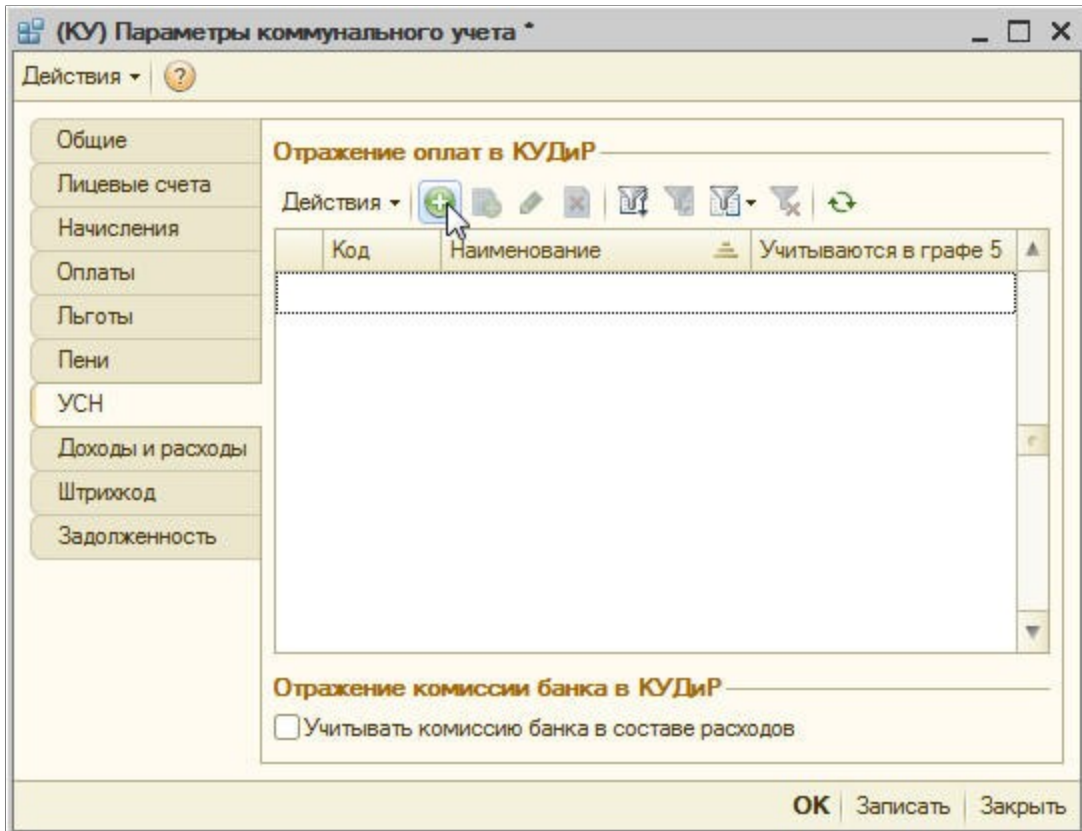 (КУ) Параметры коммунального учета *
Действия
?
Общие
Лицевые счета
Начисления
Оплаты
Льготы
Пени
УСН
Доходы и расходы
Штрихкод
Задолженность
Отражение оплат в КУДиР
Действия
Код Наименование Учитываются в графе 5
Отражение комиссии банка в КУДиР
Учитывать комиссию банка в составе расходов
OK Записать Закрыть